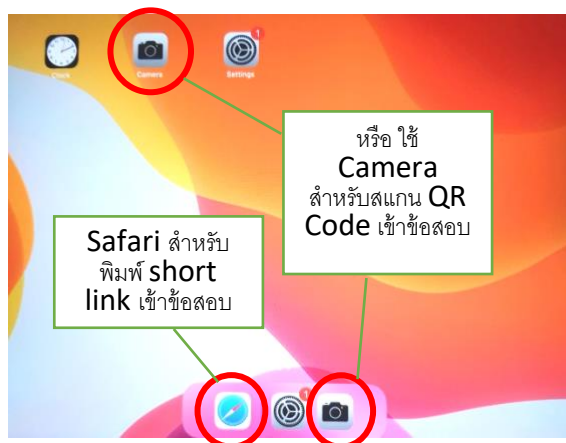 1
Clock
Camera
Settings
หรือ ใช้
Camera
สำหรับสแกน QR
Code เข้าข้อสอบ
Safari สำหรับ
พิมพ์ short
link เข้าข้อสอบ
1